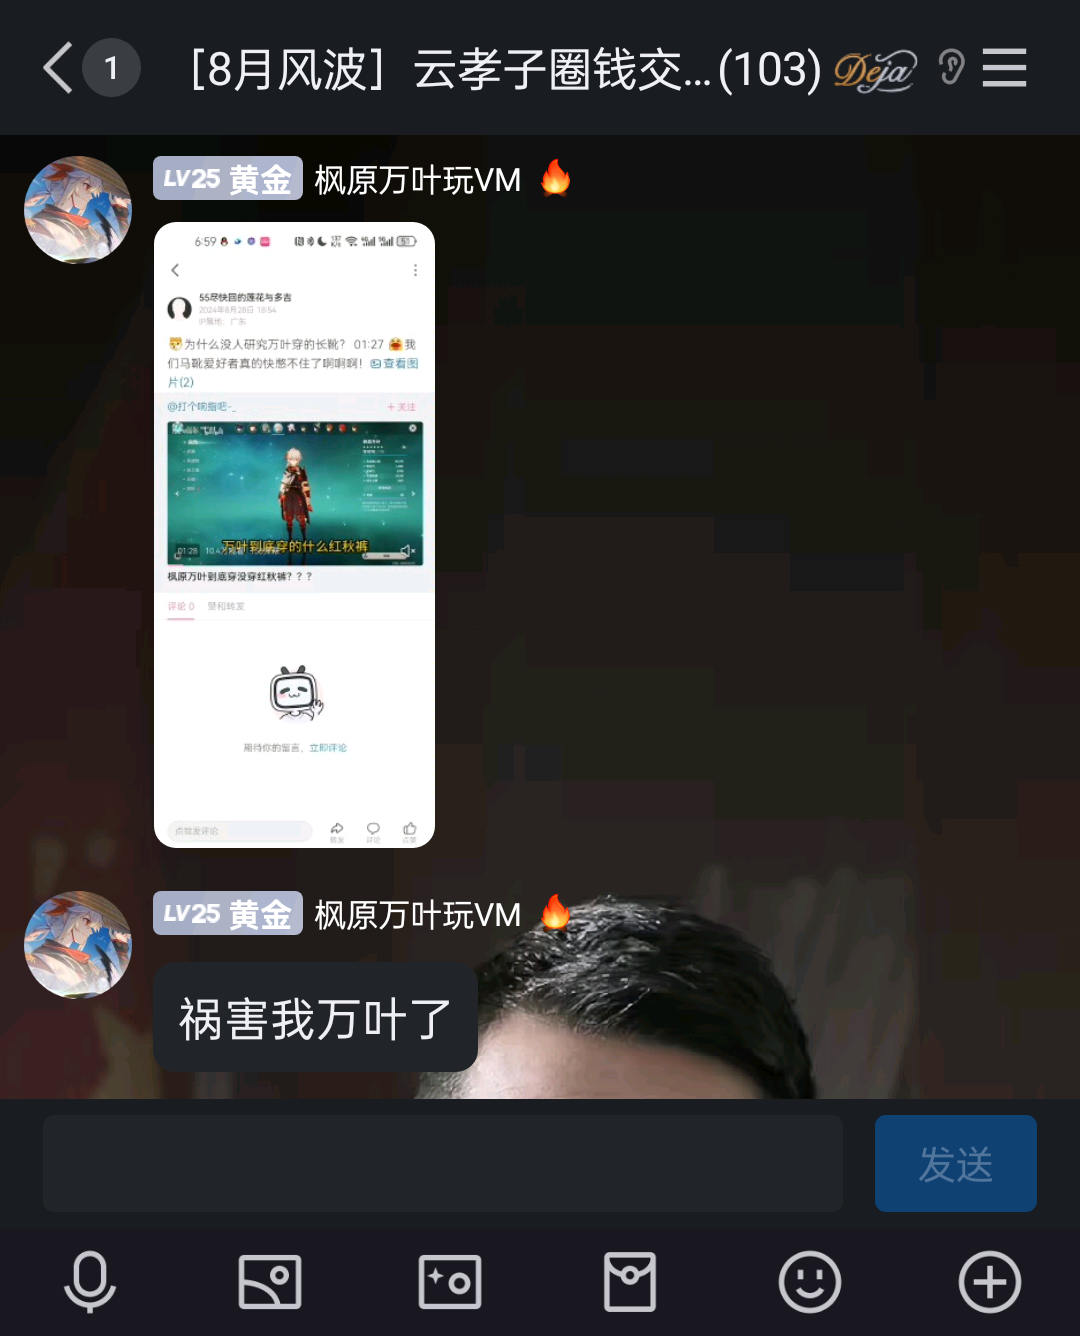 1
[8月风波］云孝子圈钱交...(103)
Deja
LV25 黄金 枫原万叶玩VM
6:59
55尽快回的莲花与多吉
2024年8月28日 18:54
IP属地：广东
为什么没人研究万叶穿的长靴？ 01:27 我
们马靴爱好者真的快憋不住了啊啊啊！ 查看图
片(2)
@打个响指吧-_ + 关注
万叶到底穿的什么红秋裤
01:28
枫原万叶到底穿没穿红秋裤？？？
评论 0 赞和转发
期待你的留言，立即评论
点我发评论
转发 评论 点赞
LV25 黄金 枫原万叶玩VM
祸害我万叶了
发送